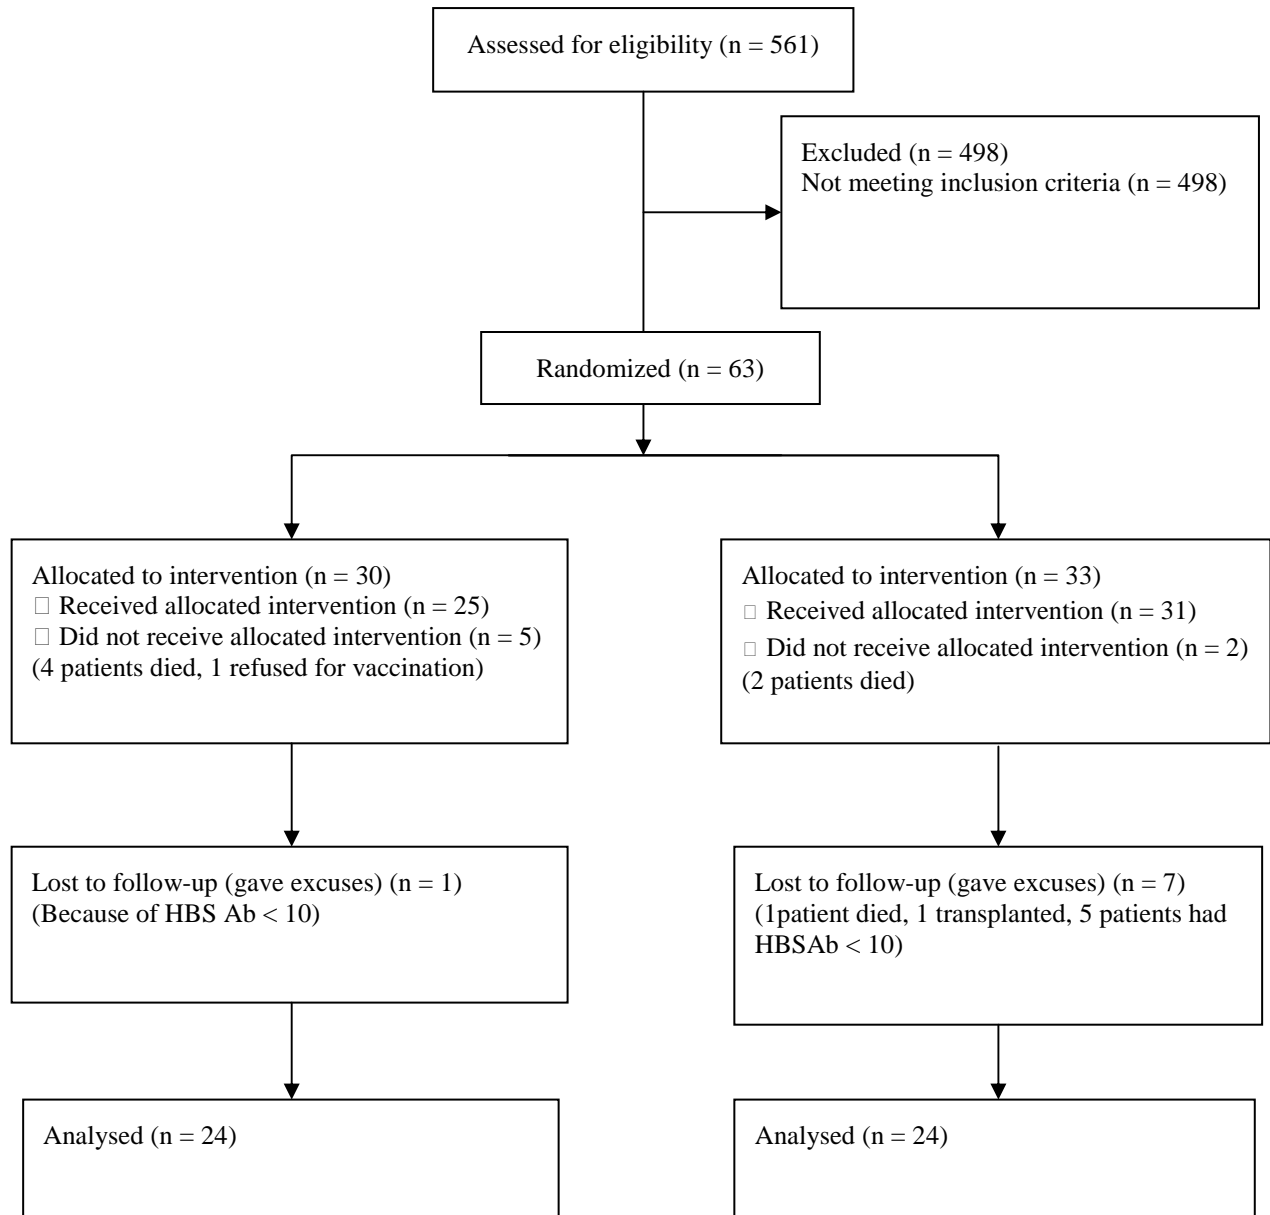 Assessed for eligibility (n = 561)
Excluded (n = 498)
Not meeting inclusion criteria (n = 498)
Randomized (n = 63)
Allocated to intervention (n = 30)
□ Received allocated intervention (n = 25)
□ Did not receive allocated intervention (n = 5)
(4 patients died, 1 refused for vaccination)
Allocated to intervention (n = 33)
□ Received allocated intervention (n = 31)
□ Did not receive allocated intervention (n = 2)
(2 patients died)
Lost to follow-up (gave excuses) (n = 1)
(Because of HBS Ab < 10)
Lost to follow-up (gave excuses) (n = 7)
(1patient died, 1 transplanted, 5 patients had
HBSAb < 10)
Analysed (n = 24)
Analysed (n = 24)